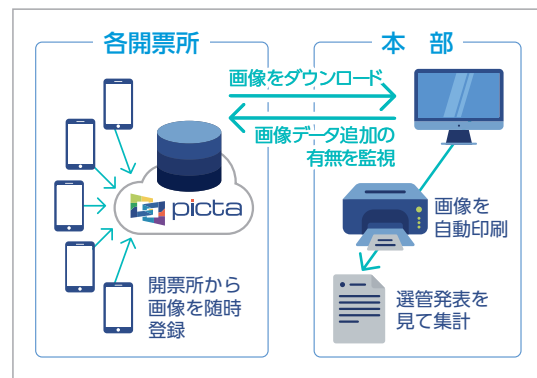 各開票所
本 部
画像をダウンロード
画像データ追加の
有無を監視
picta
開票所から
画像を随時
登録
画像を
自動印刷
選管発表を
見て集計